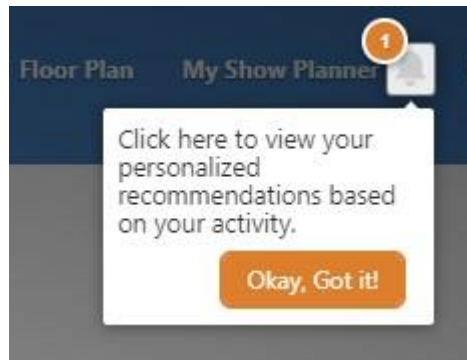 1
Floor Plan My Show Planner
Click here to view your
personalized
recommendations based
on your activity.
Okay, Got it!